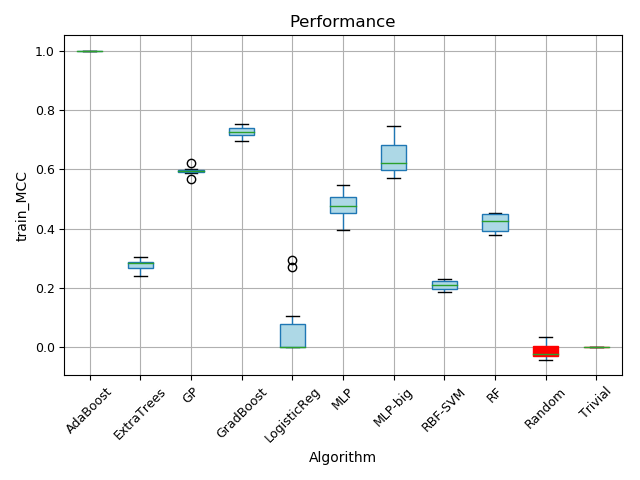 Performance
train_MCC
1.0
0.8
0.6
0.4
0.2
0.0
AdaBoost
ExtraTrees
GP
GradBoost
LogisticReg
MLP
MLP-big
RBF-SVM
RF
Random
Trivial
Algorithm